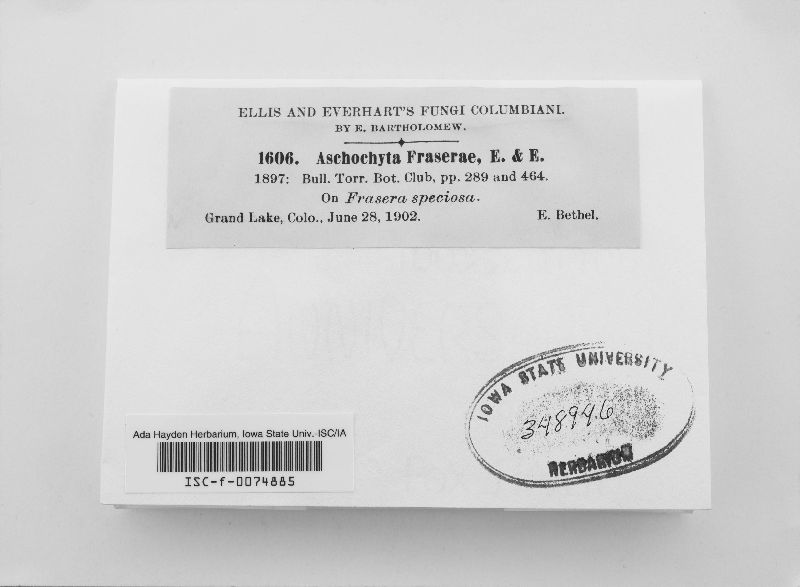 ELLIS AND EVERHART'S FUNGI COLUMBIANI.
BY E. BARTHOLOMEW.
1606. Aschochyta Fraserae, E. & E.
1897: Bull. Torr. Bot. Club, pp. 289 and 464.
On Frasera speciosa.
Grand Lake, Colo., June 28, 1902. E. Bethel.
IOWA STATE UNIVERSITY
348946
HERBARIUM
Ada Hayden Herbarium, Iowa State Univ.-ISC/IA
ISC-f-0074885